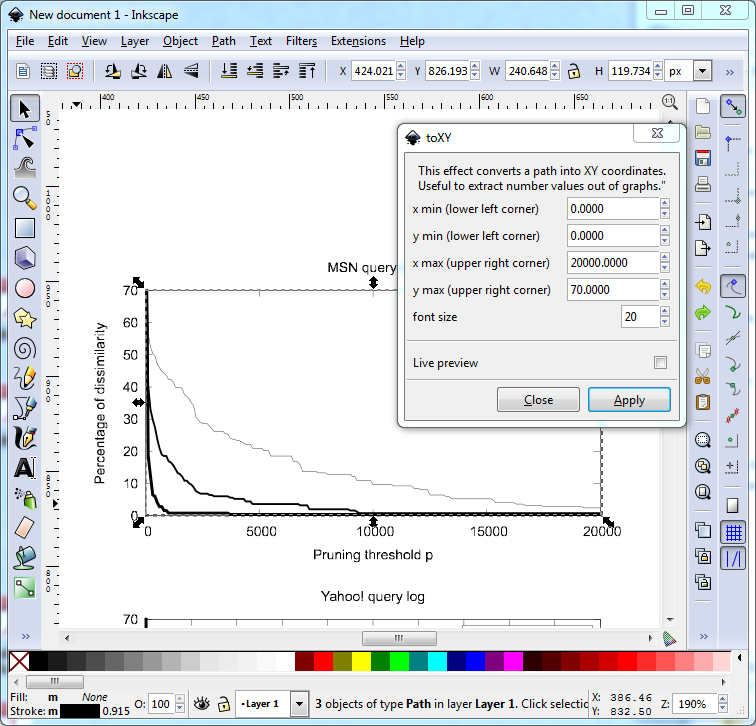 New document 1 - Inkscape
File Edit View Layer Object Path Text Filters Extensions Help
X 424.021 Y 826.193 W 240.648 H 119.734 px
400 450 500 550 600 650
toXY
This effect converts a path into XY coordinates.
Useful to extract number values out of graphs."
x min (lower left corner) 0.0000
y min (lower left corner) 0.0000
x max (upper right corner) 20000.0000
y max (upper right corner) 70.0000
font size 20
Live preview
Close Apply
MSN query
70
60
50
40
30
20
10
0
Percentage of dissimilarity
0 5000 10000 15000 20000
Pruning threshold p
Yahoo! query log
70
Fill: m None
Stroke: m 0.915 O: 100 Layer 1 3 objects of type Path in layer Layer 1. Click selectio
X: 386.46
Y: 832.50
Z: 190%